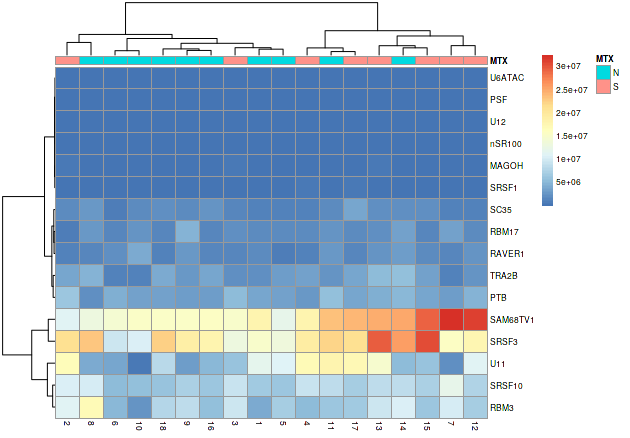 MTX
U6ATAC
PSF
U12
nSR100
MAGOH
SRSF1
SC35
RBM17
RAVER1
TRA2B
PTB
SAM68TV1
SRSF3
U11
SRSF10
RBM3
2 8 6 10 18 9 16 3 1 5 4 11 17 13 14 15 7 12
3e+07
2.5e+07
2e+07
1.5e+07
1e+07
5e+06
MTX
N
S